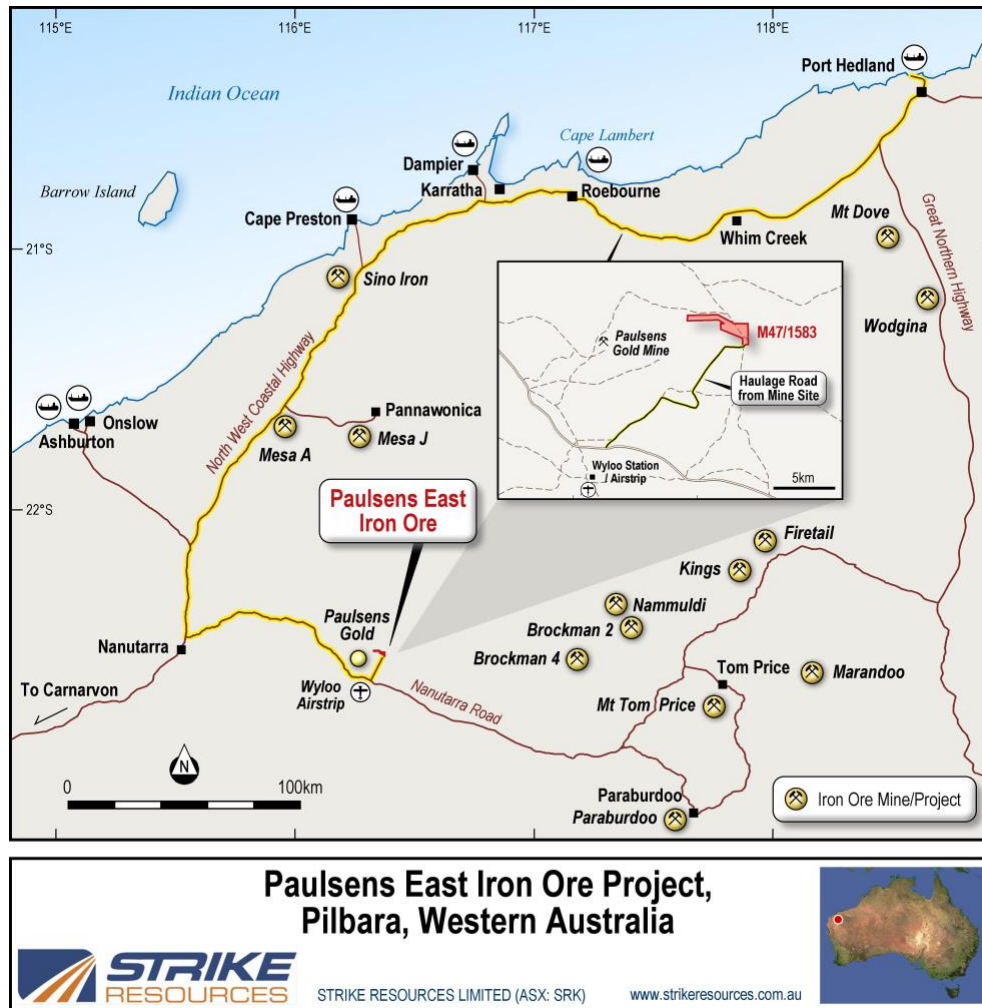 115°E
116°E
117°E
118°E
Port Hedland
Indian Ocean
Cape Lambert
Dampier
Karratha
Roebourne
Barrow Island
Cape Preston
Whim Creek
Mt Dove
21°S
Sino Iron
Wodgina
Great Northern Highway
North West Coastal Highway
Paulsens
Gold Mine
M47/1583
Haulage Road
from Mine Site
Wyloo Station
/ Airstrip
5km
Onslow
Ashburton
Pannawonica
Mesa A
Mesa J
22°S
Paulsens East
Iron Ore
Firetail
Kings
Nammuldi
Brockman 2
Brockman 4
Paulsens
Gold
Nanutarra
To Carnarvon
Wyloo
Airstrip
Nanutarra Road
Tom Price
Marandoo
Mt Tom Price
N
0
100km
Paraburdoo
Paraburdoo
Iron Ore Mine/Project
Paulsens East Iron Ore Project,
Pilbara, Western Australia
STRIKE
RESOURCES
STRIKE RESOURCES LIMITED (ASX: SRK)
www.strikeresources.com.au